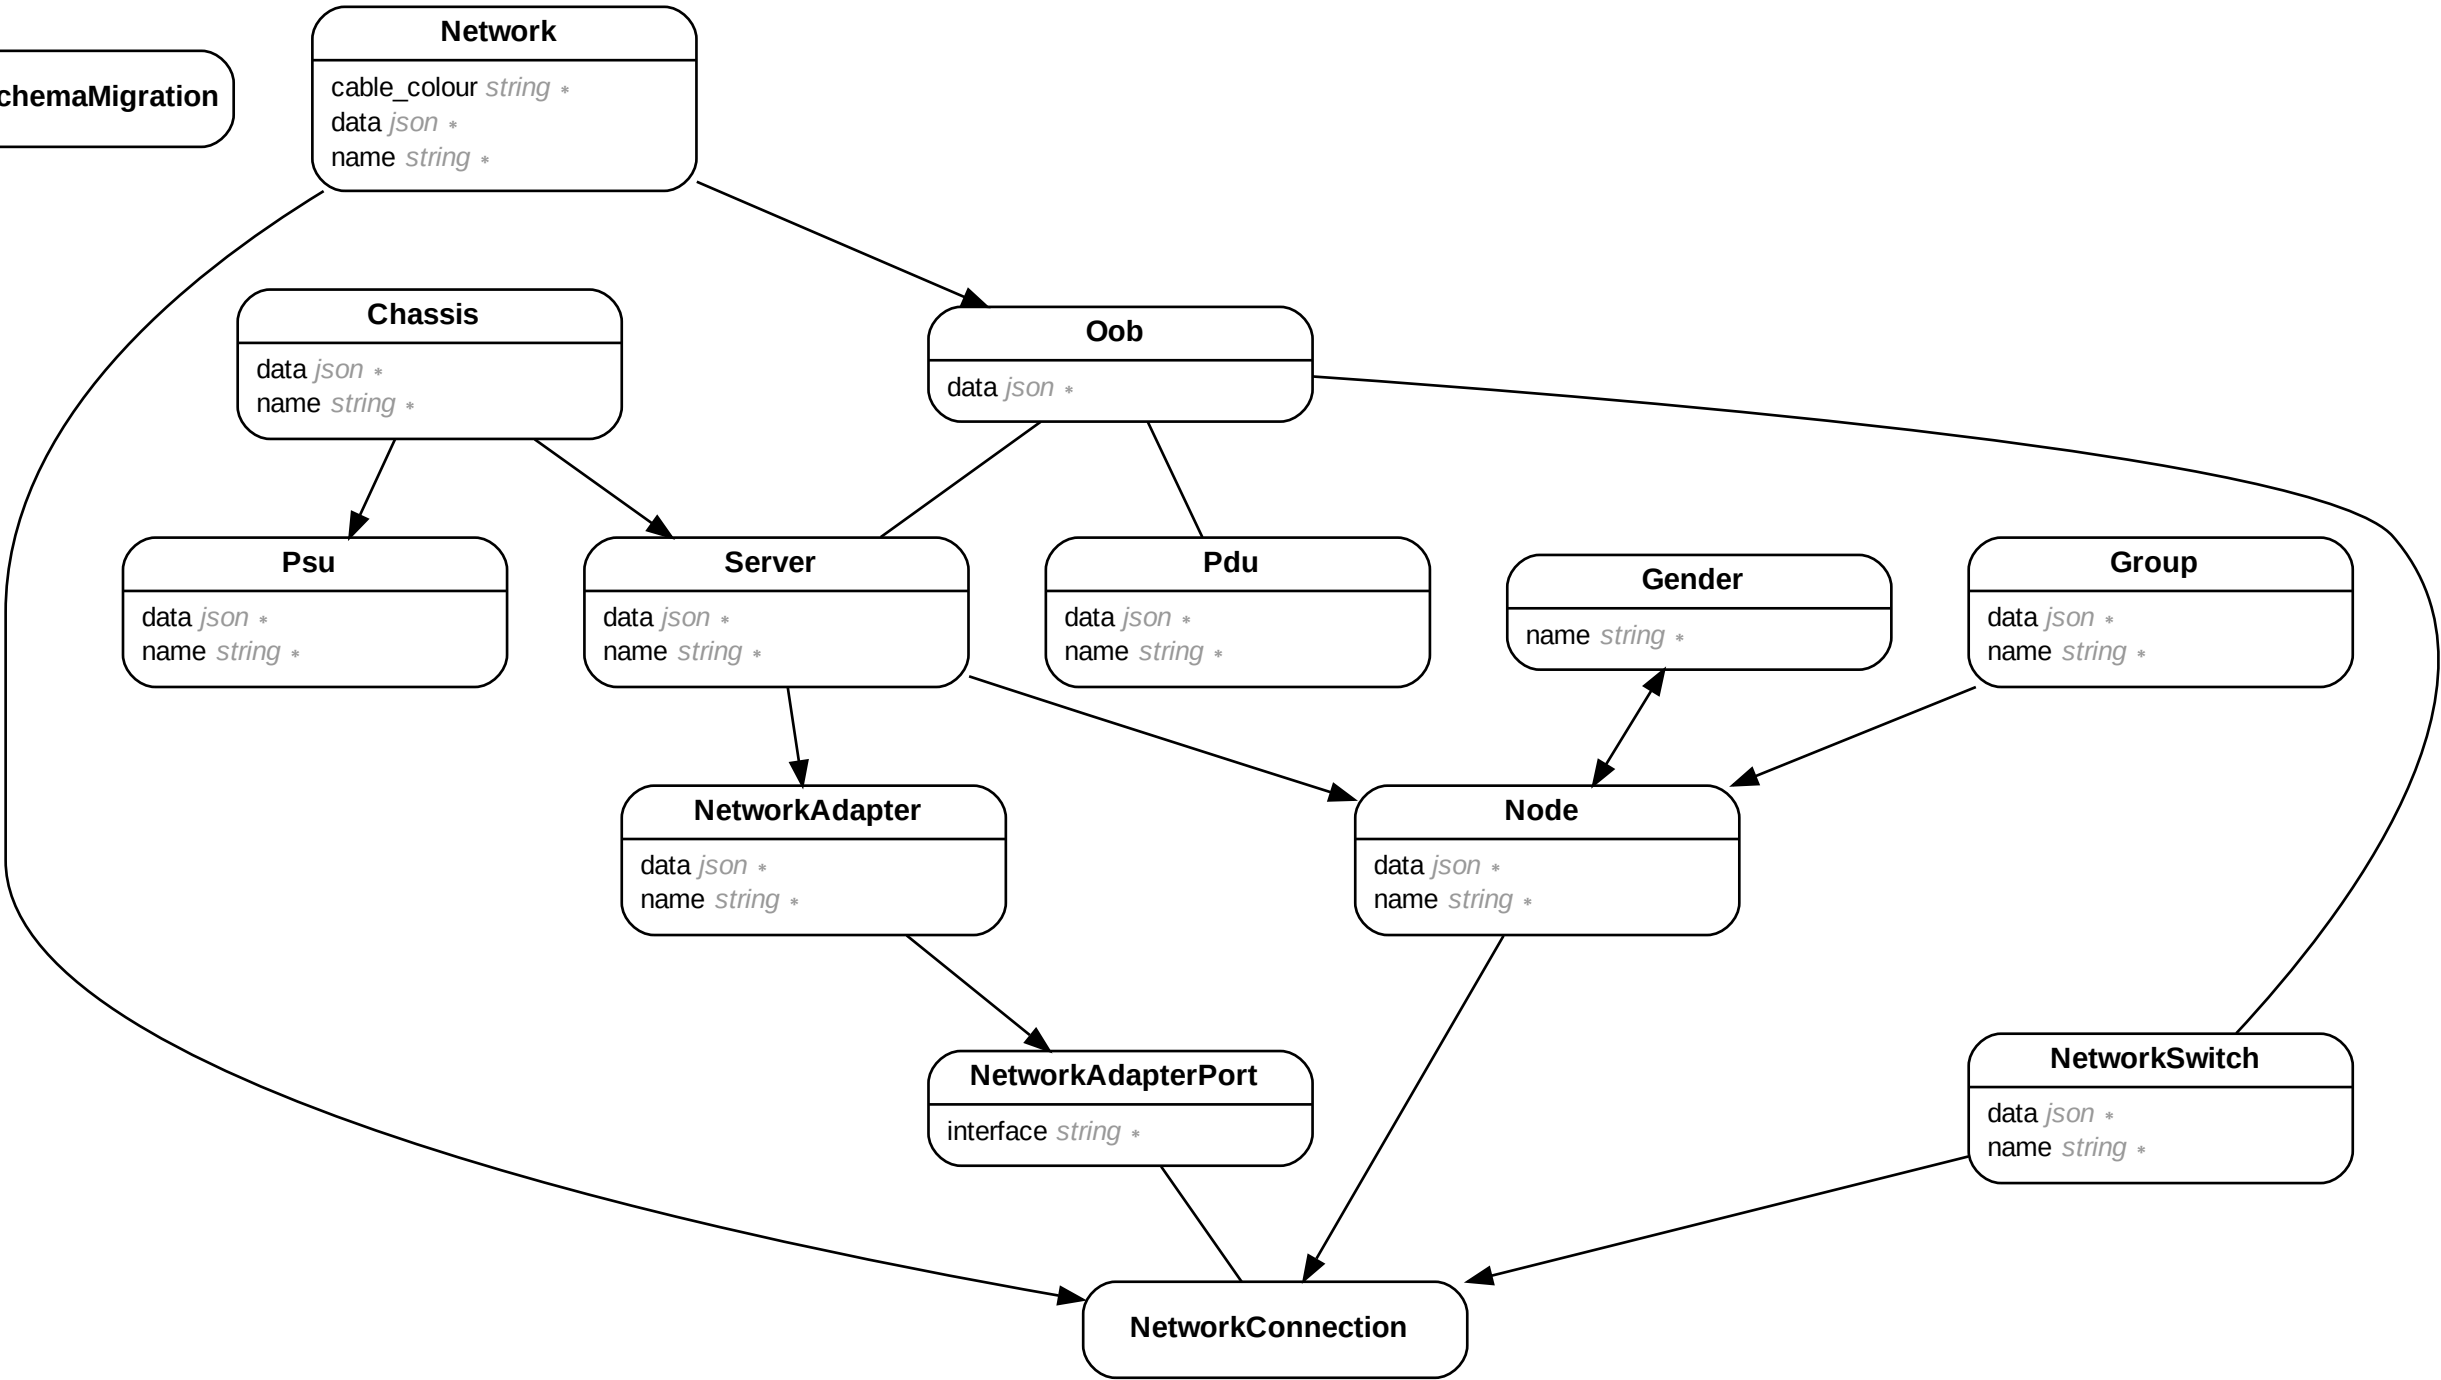 Network
cable_colour string *
data json *
name string *
chemaMigration
Chassis
data json *
name string *
Oob
data json *
Psu
data json *
name string *
Server
data json *
name string *
Pdu
data json *
name string *
Gender
name string *
Group
data json *
name string *
NetworkAdapter
data json *
name string *
Node
data json *
name string *
NetworkAdapterPort
interface string *
NetworkSwitch
data json *
name string *
NetworkConnection